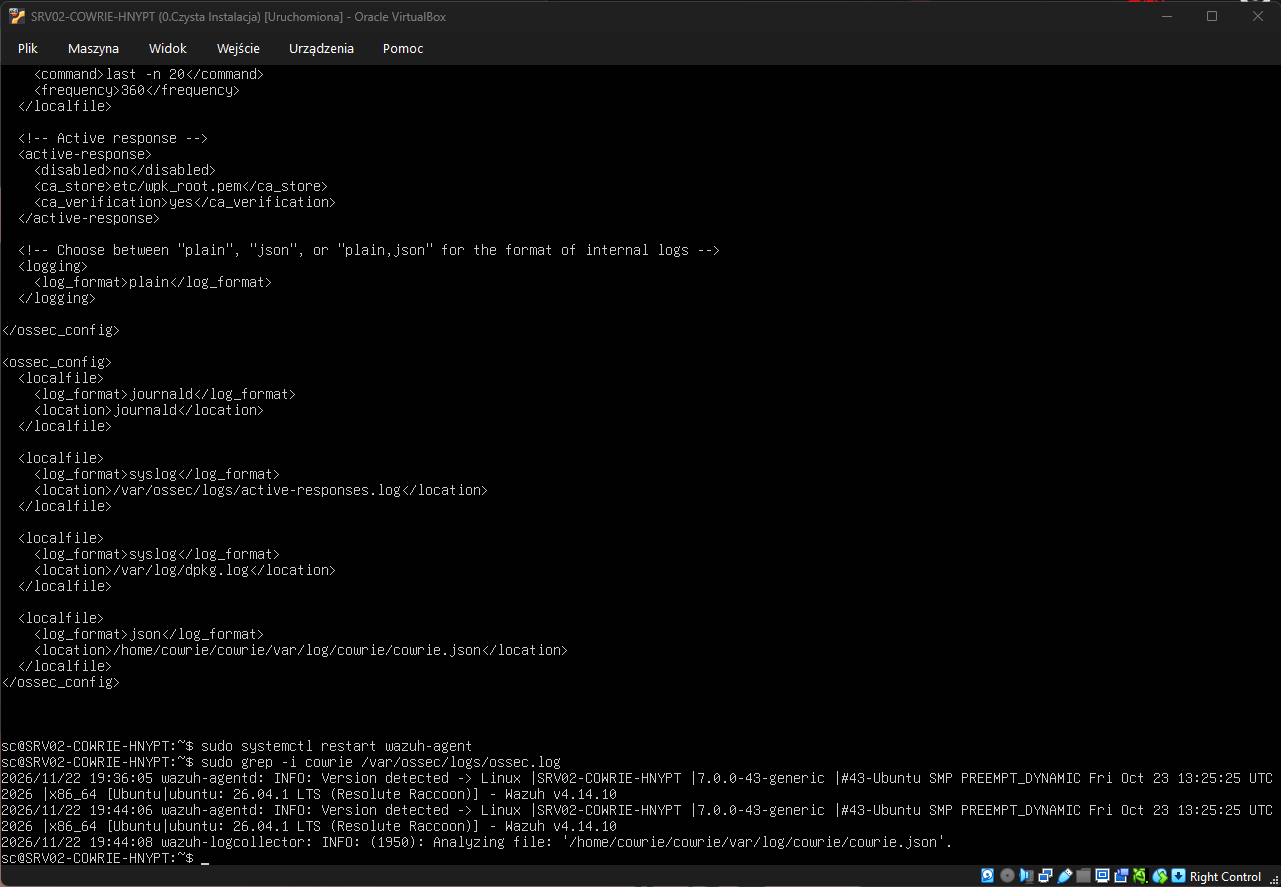 SRV02-COWRIE-HNYPT (0.Czysta Instalacja) [Uruchomiona] - Oracle VirtualBox
Plik Maszyna Widok Wejście Urządzenia Pomoc
    <command>last -n 20</command>
    <frequency>360</frequency>
  </localfile>

  <!-- Active response -->
  <active-response>
    <disabled>no</disabled>
    <ca_store>etc/wpk_root.pem</ca_store>
    <ca_verification>yes</ca_verification>
  </active-response>

  <!-- Choose between "plain", "json", or "plain,json" for the format of internal logs -->
  <logging>
    <log_format>plain</log_format>
  </logging>

</ossec_config>

<ossec_config>
  <localfile>
    <log_format>journald</log_format>
    <location>journald</location>
  </localfile>

  <localfile>
    <log_format>syslog</log_format>
    <location>/var/ossec/logs/active-responses.log</location>
  </localfile>

  <localfile>
    <log_format>syslog</log_format>
    <location>/var/log/dpkg.log</location>
  </localfile>

  <localfile>
    <log_format>json</log_format>
    <location>/home/cowrie/cowrie/var/log/cowrie/cowrie.json</location>
  </localfile>
</ossec_config>

sc@SRV02-COWRIE-HNYPT:~$ sudo systemctl restart wazuh-agent
sc@SRV02-COWRIE-HNYPT:~$ sudo grep -i cowrie /var/ossec/logs/ossec.log
2026/11/22 19:36:05 wazuh-agentd: INFO: Version detected -> Linux |SRV02-COWRIE-HNYPT |7.0.0-43-generic |#43-Ubuntu SMP PREEMPT_DYNAMIC Fri Oct 23 13:25:25 UTC
2026 |x86_64 [Ubuntu|ubuntu: 26.04.1 LTS (Resolute Raccoon)] - Wazuh v4.14.10
2026/11/22 19:44:06 wazuh-agentd: INFO: Version detected -> Linux |SRV02-COWRIE-HNYPT |7.0.0-43-generic |#43-Ubuntu SMP PREEMPT_DYNAMIC Fri Oct 23 13:25:25 UTC
2026 |x86_64 [Ubuntu|ubuntu: 26.04.1 LTS (Resolute Raccoon)] - Wazuh v4.14.10
2026/11/22 19:44:08 wazuh-logcollector: INFO: (1950): Analyzing file: '/home/cowrie/cowrie/var/log/cowrie/cowrie.json'.
sc@SRV02-COWRIE-HNYPT:~$ _
Right Control